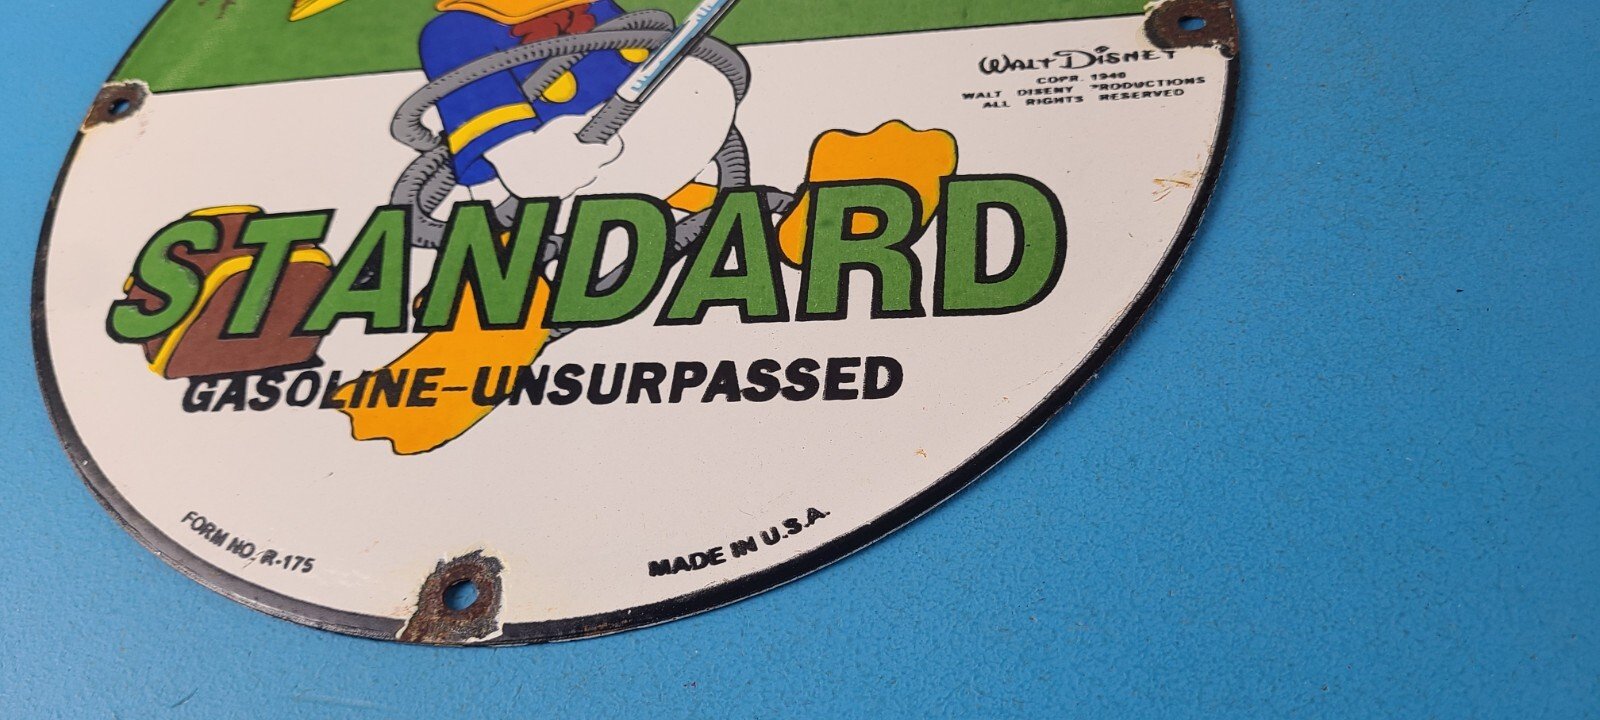 WALT DISNEY
COPR. 1940
WALT DISENY PRODUCTIONS
ALL RIGHTS RESERVED
STANDARD
GASOLINE-UNSURPASSED
FORM NO. R-175
MADE IN U.S.A.